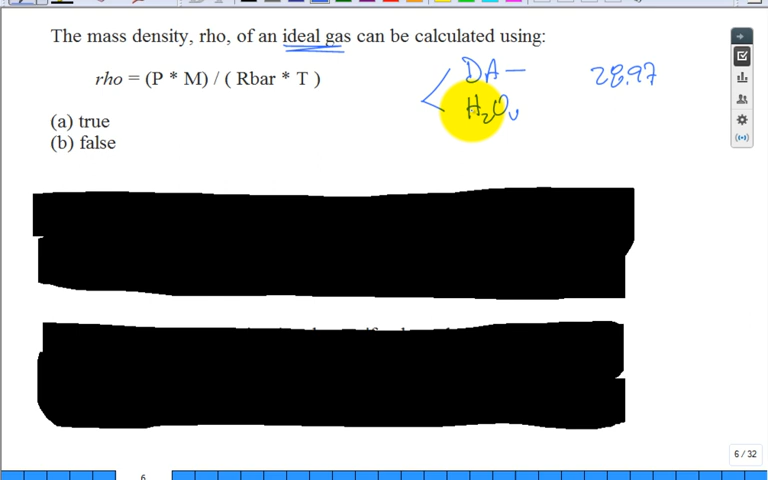 The mass density, rho, of an ideal gas can be calculated using:
rho = (P * M) / ( Rbar * T )
DA — 28.97
H₂Oᵥ
(a) true
(b) false
6 / 32
6